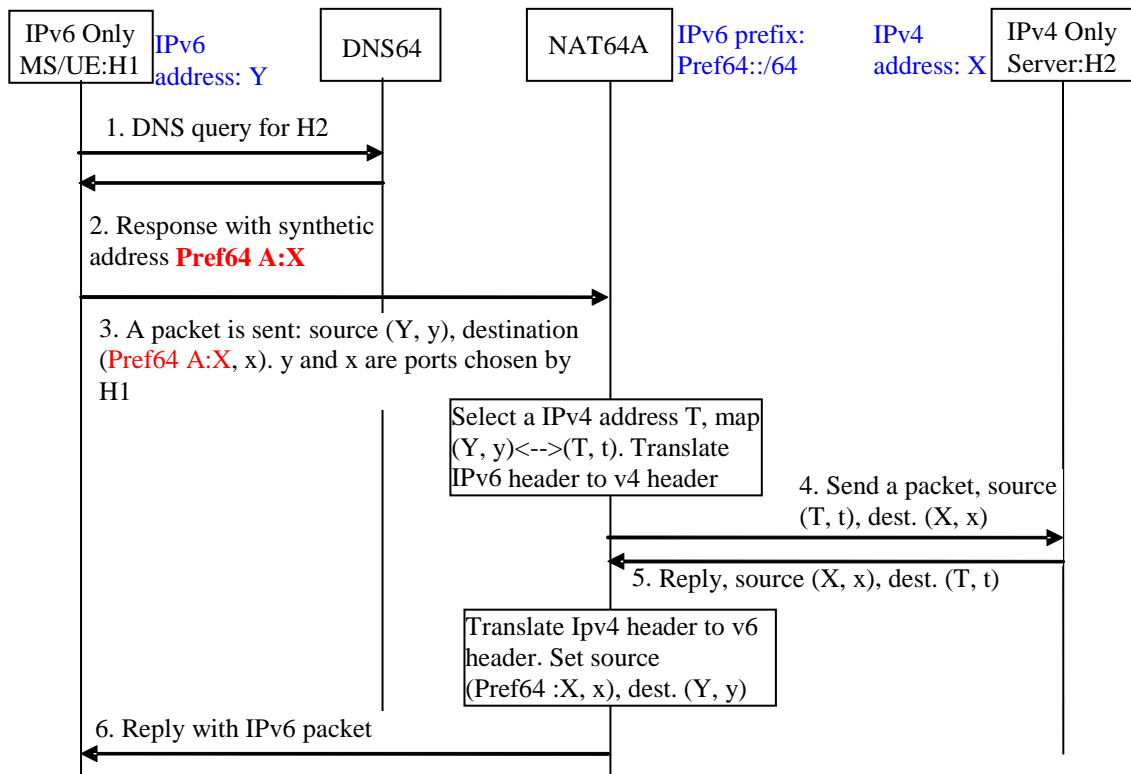 IPv6 Only
MS/UE:H1
IPv6
address: Y
DNS64
NAT64A
IPv6 prefix:
Pref64::/64
IPv4
address: X
IPv4 Only
Server:H2
1. DNS query for H2
2. Response with synthetic
address Pref64 A:X
3. A packet is sent: source (Y, y), destination
(Pref64 A:X, x). y and x are ports chosen by
H1
Select a IPv4 address T, map
(Y, y)<-->(T, t). Translate
IPv6 header to v4 header
4. Send a packet, source
(T, t), dest. (X, x)
5. Reply, source (X, x), dest. (T, t)
Translate Ipv4 header to v6
header. Set source
(Pref64 :X, x), dest. (Y, y)
6. Reply with IPv6 packet